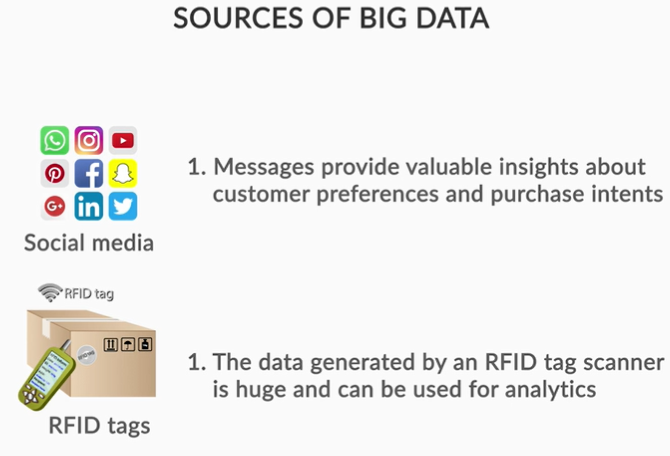 SOURCES OF BIG DATA
1. Messages provide valuable insights about
customer preferences and purchase intents
Social media
RFID tag
1. The data generated by an RFID tag scanner
is huge and can be used for analytics
RFID tags